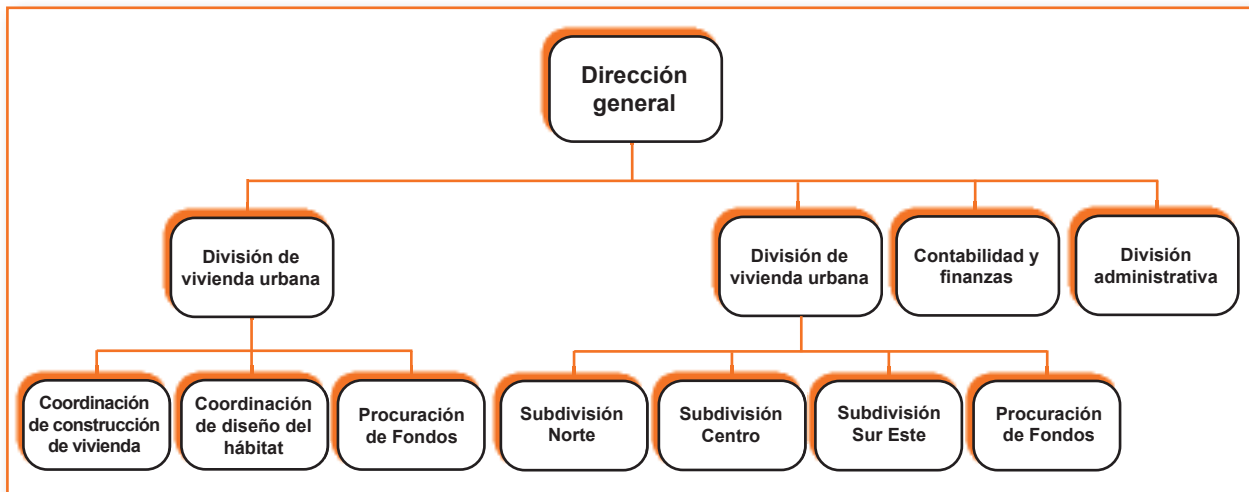 Dirección
general
División de
vivienda urbana
División de
vivienda urbana
Contabilidad y
finanzas
División
administrativa
Coordinación
de construcción
de vivienda
Coordinación
de diseño del
hábitat
Procuración
de Fondos
Subdivisión
Norte
Subdivisión
Centro
Subdivisión
Sur Este
Procuración
de Fondos